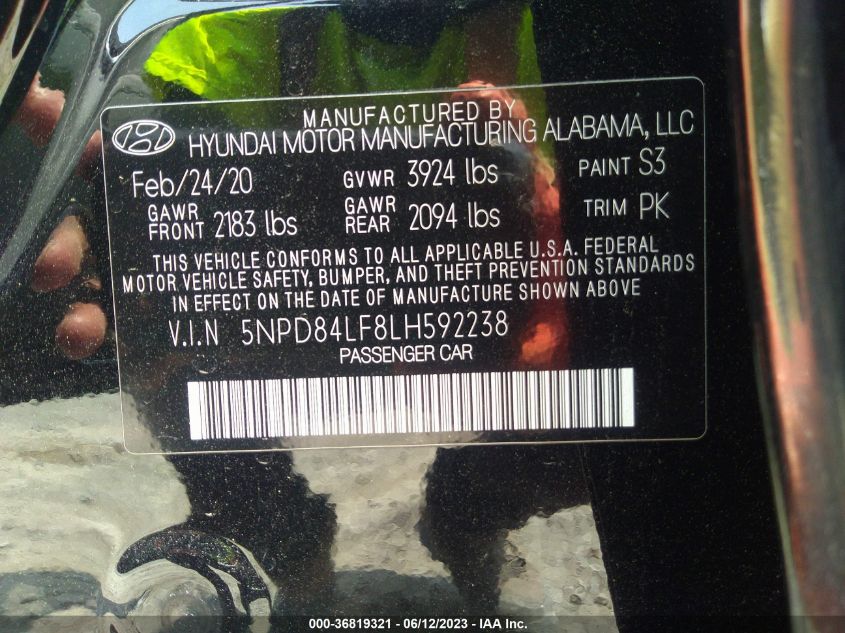 MANUFACTURED BY
HYUNDAI MOTOR MANUFACTURING ALABAMA, LLC
Feb/24/20 GVWR 3924 lbs PAINT S3
GAWR FRONT 2183 lbs GAWR REAR 2094 lbs TRIM PK
THIS VEHICLE CONFORMS TO ALL APPLICABLE U.S.A. FEDERAL
MOTOR VEHICLE SAFETY, BUMPER, AND THEFT PREVENTION STANDARDS
IN EFFECT ON THE DATE OF MANUFACTURE SHOWN ABOVE
V.I.N 5NPD84LF8LH592238
PASSENGER CAR
000-36819321 - 06/12/2023 - IAA Inc.